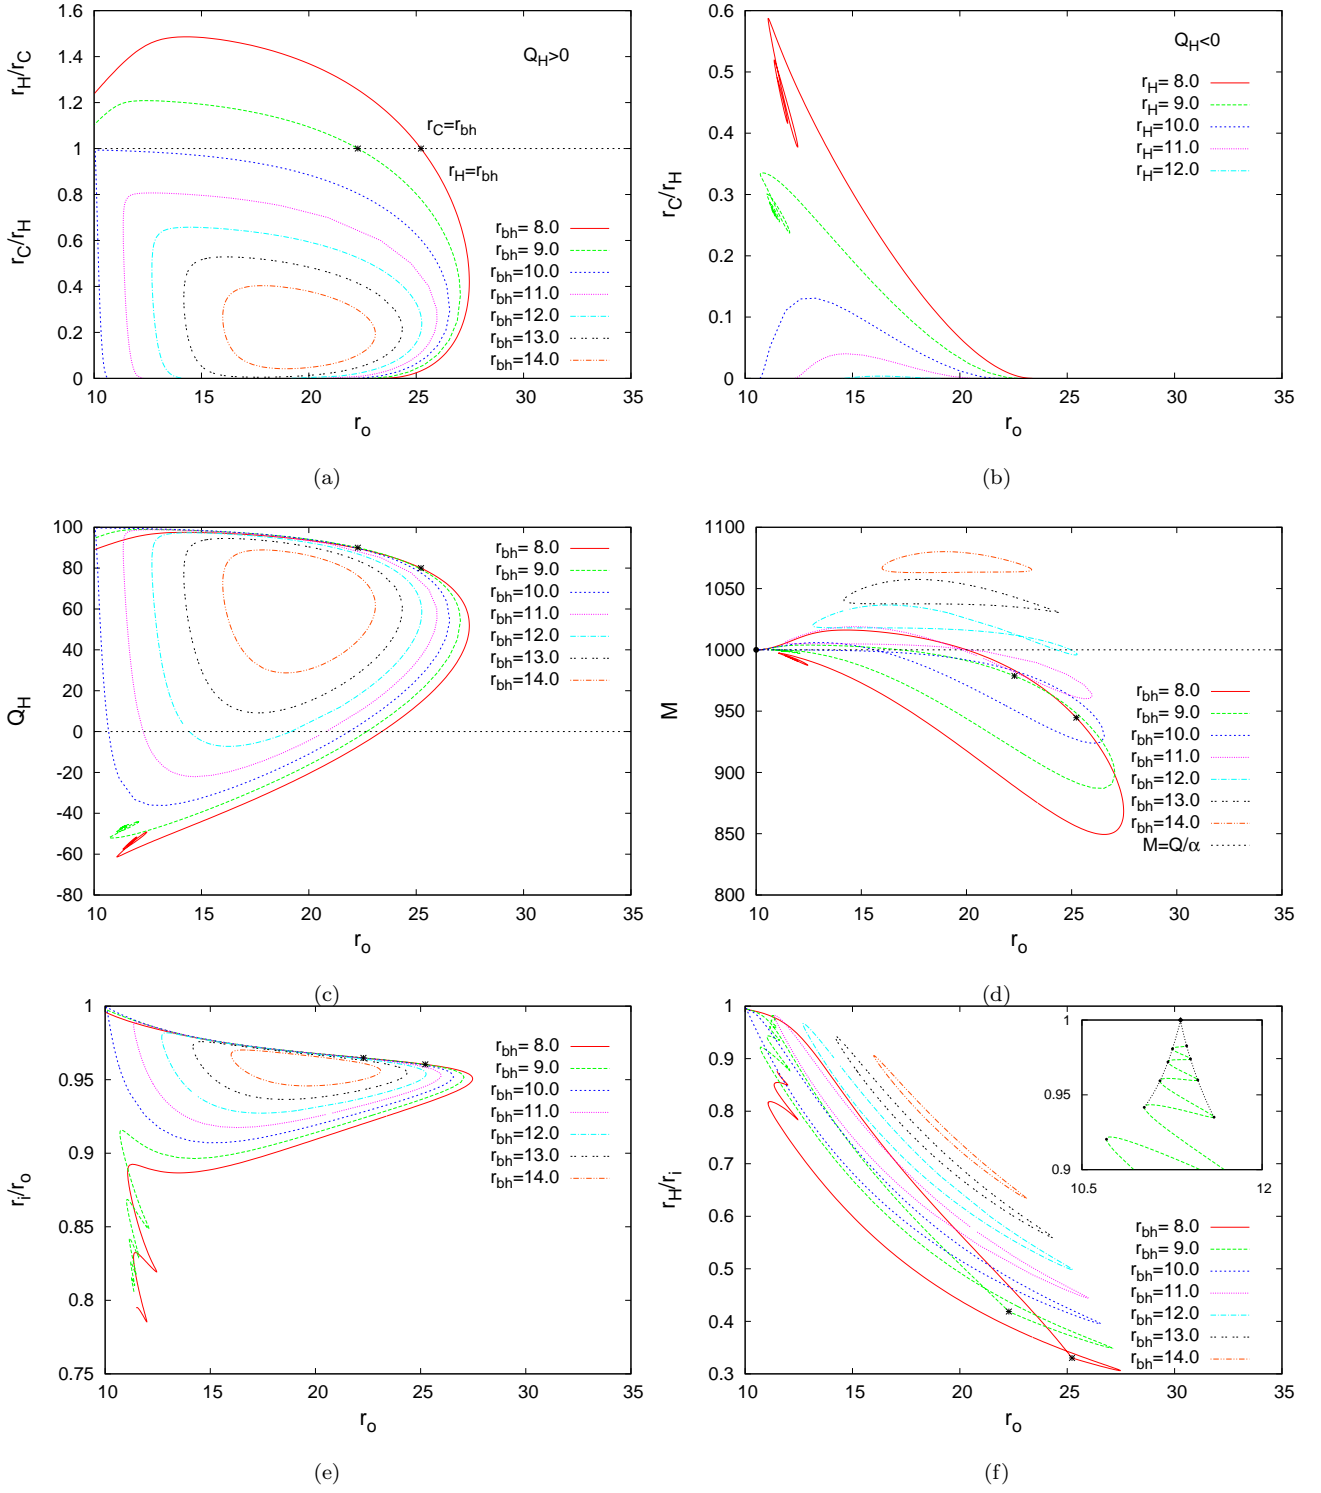 r_H/r_C
r_C/r_H
1.6
1.4
1.2
1
0.8
0.6
0.4
0.2
0
10 15 20 25 30 35
r_o
Q_H>0
r_C=r_bh
r_H=r_bh
r_bh= 8.0
r_bh= 9.0
r_bh=10.0
r_bh=11.0
r_bh=12.0
r_bh=13.0
r_bh=14.0
(a)
r_C/r_H
0.6
0.5
0.4
0.3
0.2
0.1
0
10 15 20 25 30 35
r_o
Q_H<0
r_H= 8.0
r_H= 9.0
r_H=10.0
r_H=11.0
r_H=12.0
(b)
Q_H
100
80
60
40
20
0
-20
-40
-60
-80
10 15 20 25 30 35
r_o
r_bh= 8.0
r_bh= 9.0
r_bh=10.0
r_bh=11.0
r_bh=12.0
r_bh=13.0
r_bh=14.0
(c)
M
1100
1050
1000
950
900
850
800
10 15 20 25 30 35
r_o
r_bh= 8.0
r_bh= 9.0
r_bh=10.0
r_bh=11.0
r_bh=12.0
r_bh=13.0
r_bh=14.0
M=Q/α
(d)
r_i/r_o
1
0.95
0.9
0.85
0.8
0.75
10 15 20 25 30 35
r_o
r_bh= 8.0
r_bh= 9.0
r_bh=10.0
r_bh=11.0
r_bh=12.0
r_bh=13.0
r_bh=14.0
(e)
r_H/r_i
1
0.9
0.8
0.7
0.6
0.5
0.4
0.3
10 15 20 25 30 35
r_o
1
0.95
0.9
10.5 12
r_bh= 8.0
r_bh= 9.0
r_bh=10.0
r_bh=11.0
r_bh=12.0
r_bh=13.0
r_bh=14.0
(f)